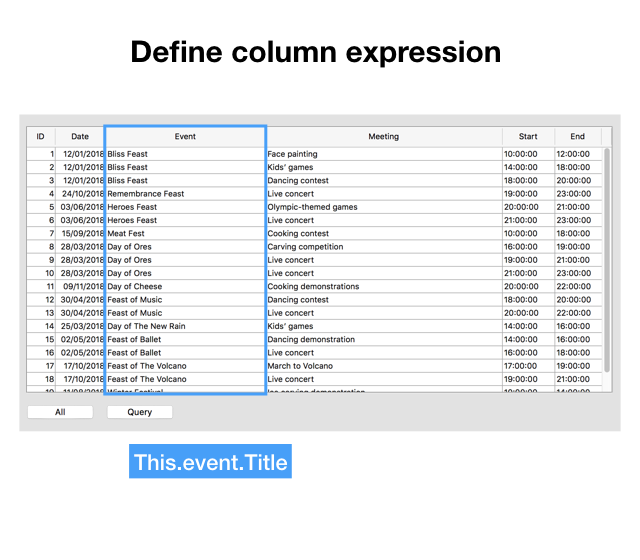 Define column expression
ID Date Event Meeting Start End
1 12/01/2018 Bliss Feast Face painting 10:00:00 12:00:00
2 12/01/2018 Bliss Feast Kids’ games 14:00:00 18:00:00
3 12/01/2018 Bliss Feast Dancing contest 18:00:00 20:00:00
4 24/10/2018 Remembrance Feast Live concert 19:00:00 23:00:00
5 03/06/2018 Heroes Feast Olympic-themed games 20:00:00 21:00:00
6 03/06/2018 Heroes Feast Live concert 21:00:00 23:00:00
7 15/09/2018 Meat Fest Cooking contest 10:00:00 18:00:00
8 28/03/2018 Day of Ores Carving competition 16:00:00 19:00:00
9 28/03/2018 Day of Ores Live concert 19:00:00 21:00:00
10 28/03/2018 Day of Ores Live concert 21:00:00 23:00:00
11 09/11/2018 Day of Cheese Cooking demonstrations 20:00:00 22:00:00
12 30/04/2018 Feast of Music Dancing contest 18:00:00 20:00:00
13 30/04/2018 Feast of Music Live concert 20:00:00 22:00:00
14 25/03/2018 Day of The New Rain Kids’ games 14:00:00 16:00:00
15 02/05/2018 Feast of Ballet Dancing demonstration 14:00:00 16:00:00
16 02/05/2018 Feast of Ballet Live concert 16:00:00 18:00:00
17 17/10/2018 Feast of The Volcano March to Volcano 17:00:00 19:00:00
18 17/10/2018 Feast of The Volcano Live concert 19:00:00 21:00:00
All Query
This.event.Title